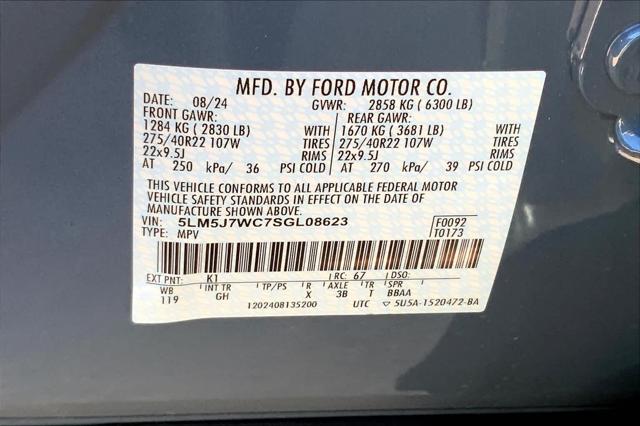 MFD. BY FORD MOTOR CO.
DATE: 08/24 GVWR: 2858 KG ( 6300 LB)
FRONT GAWR: REAR GAWR:
1284 KG ( 2830 LB) WITH 1670 KG ( 3681 LB) WITH
275/40R22 107W TIRES 275/40R22 107W TIRES
22x9.5J RIMS 22x9.5J RIMS
AT 250 kPa/ 36 PSI COLD AT 270 kPa/ 39 PSI COLD
THIS VEHICLE CONFORMS TO ALL APPLICABLE FEDERAL MOTOR
VEHICLE SAFETY STANDARDS IN EFFECT ON THE DATE OF
MANUFACTURE SHOWN ABOVE.
VIN: 5LM5J7WC7SGL08623 F0092
TYPE: MPV T0173
EXT PNT: K1 RC: 67 DSO:
WB INT TR TP/PS R AXLE TR SPR
119 GH X 3B T BBAA
1202408135200 UTC ▽ 5U5A-1520472-BA